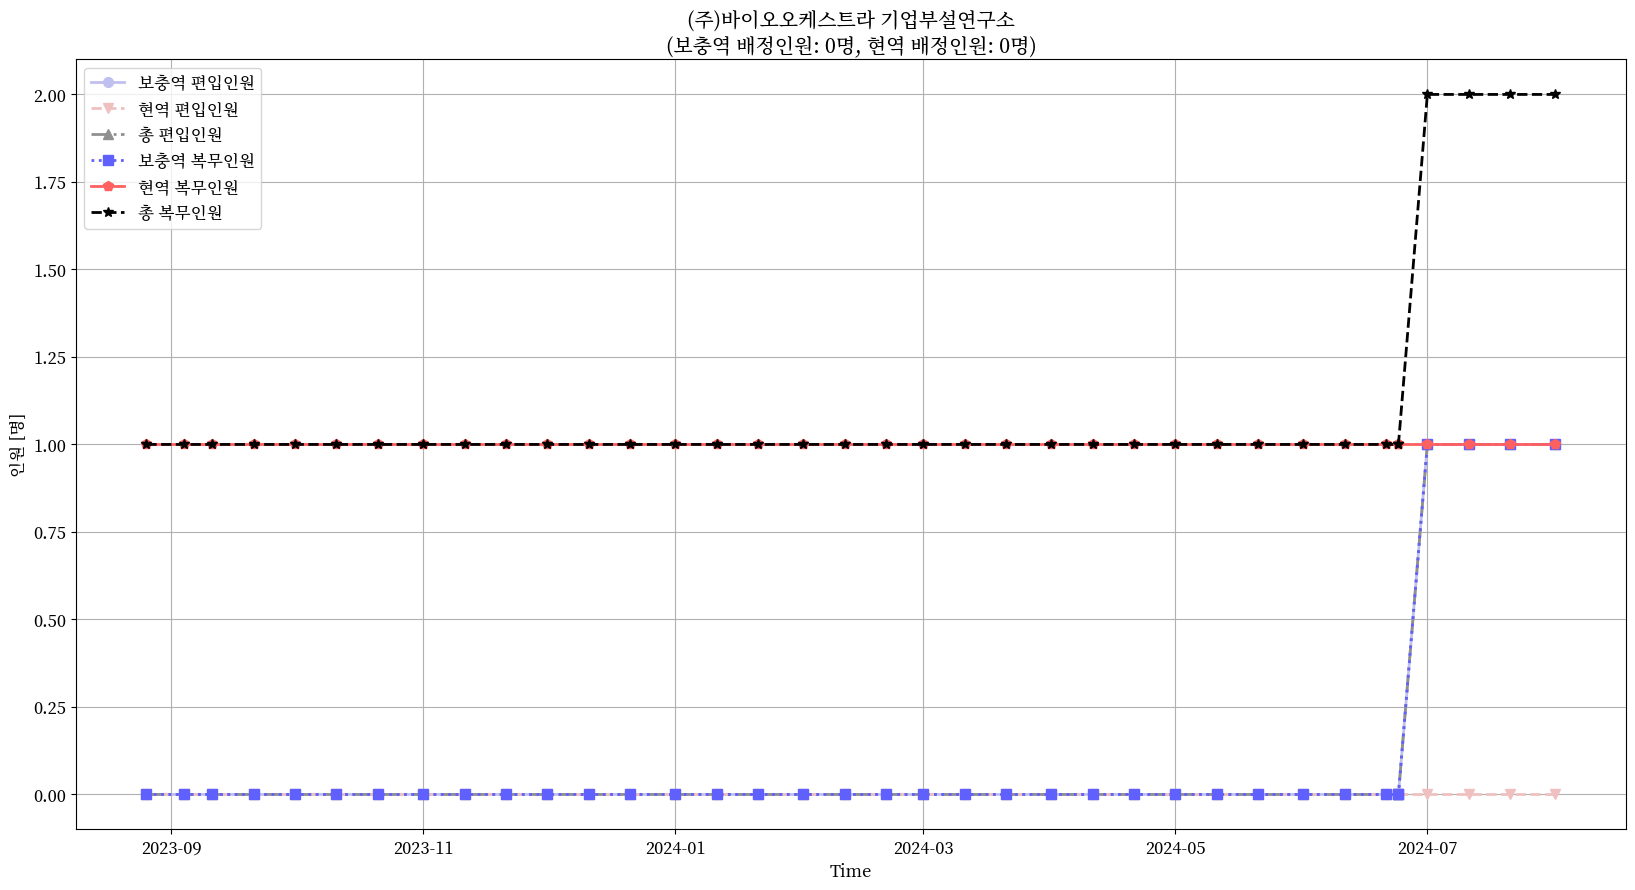 (주)바이오오케스트라 기업부설연구소
(보충역 배정인원: 0명, 현역 배정인원: 0명)
보충역 편입인원
현역 편입인원
총 편입인원
보충역 복무인원
현역 복무인원
총 복무인원
인원 [명]
2.00
1.75
1.50
1.25
1.00
0.75
0.50
0.25
0.00
2023-09
2023-11
2024-01
2024-03
2024-05
2024-07
Time